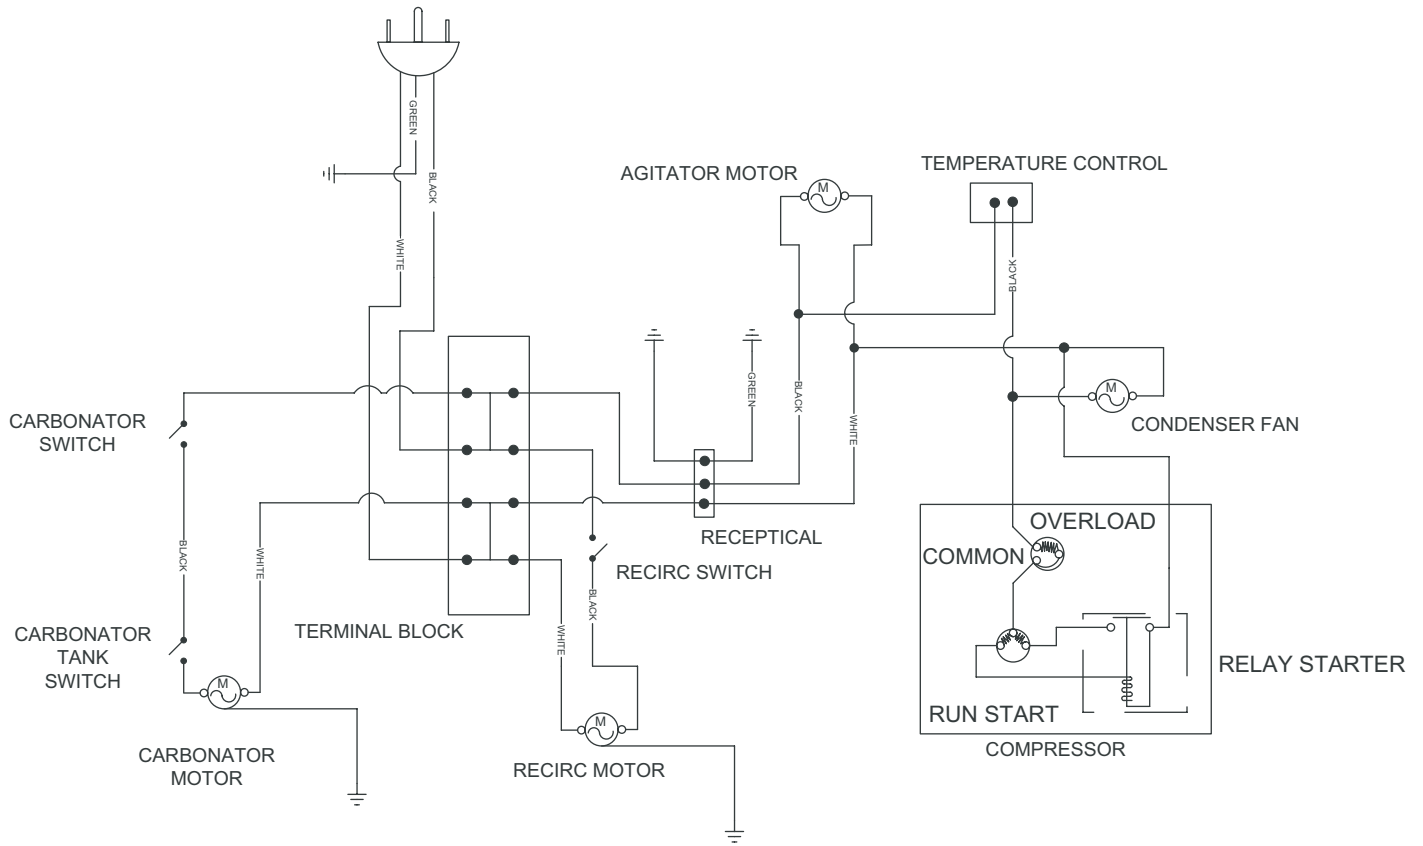 GREEN
BLACK
WHITE
AGITATOR MOTOR
M
TEMPERATURE CONTROL
BLACK
GREEN
BLACK
WHITE
M
CONDENSER FAN
CARBONATOR
SWITCH
BLACK
WHITE
RECEPTICAL
RECIRC SWITCH
BLACK
WHITE
TERMINAL BLOCK
CARBONATOR
TANK
SWITCH
M
CARBONATOR
MOTOR
M
RECIRC MOTOR
OVERLOAD
COMMON
RELAY STARTER
RUN START
COMPRESSOR